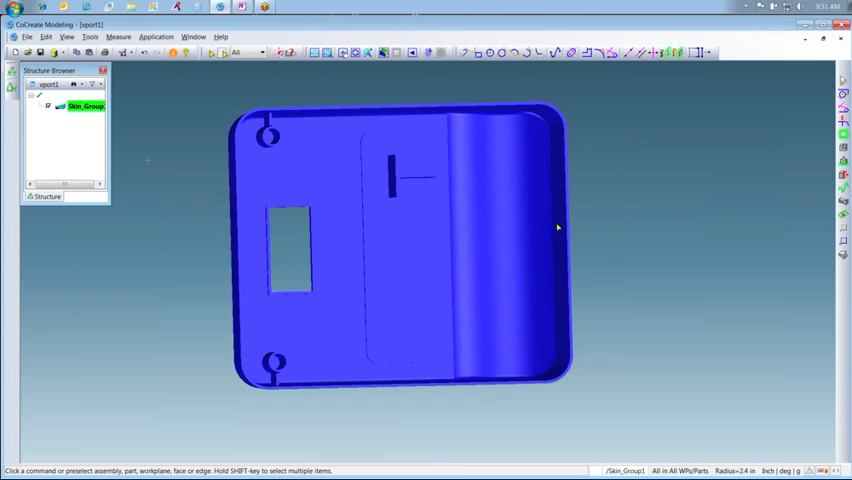 9:51 AM
CoCreate Modeling - [vport1]
File Edit View Tools Measure Application Window Help
All
Structure Browser
vport1
Skin_Group
Structure
Click a command or preselect assembly, part, workplane, face or edge. Hold SHIFT-key to select multiple items.
/Skin_Group1 All in All WPs/Parts Radius=2.4 in Inch | deg | g